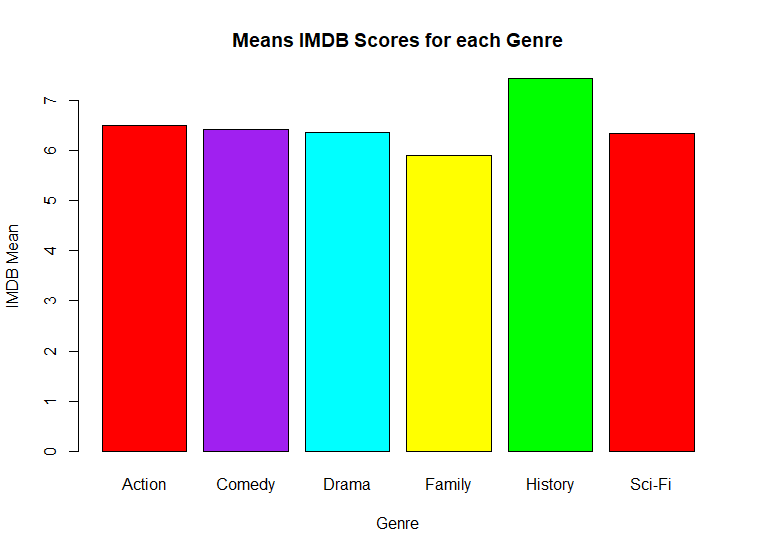 Means IMDB Scores for each Genre
IMDB Mean
7
6
5
4
3
2
1
0
Action Comedy Drama Family History Sci-Fi
Genre